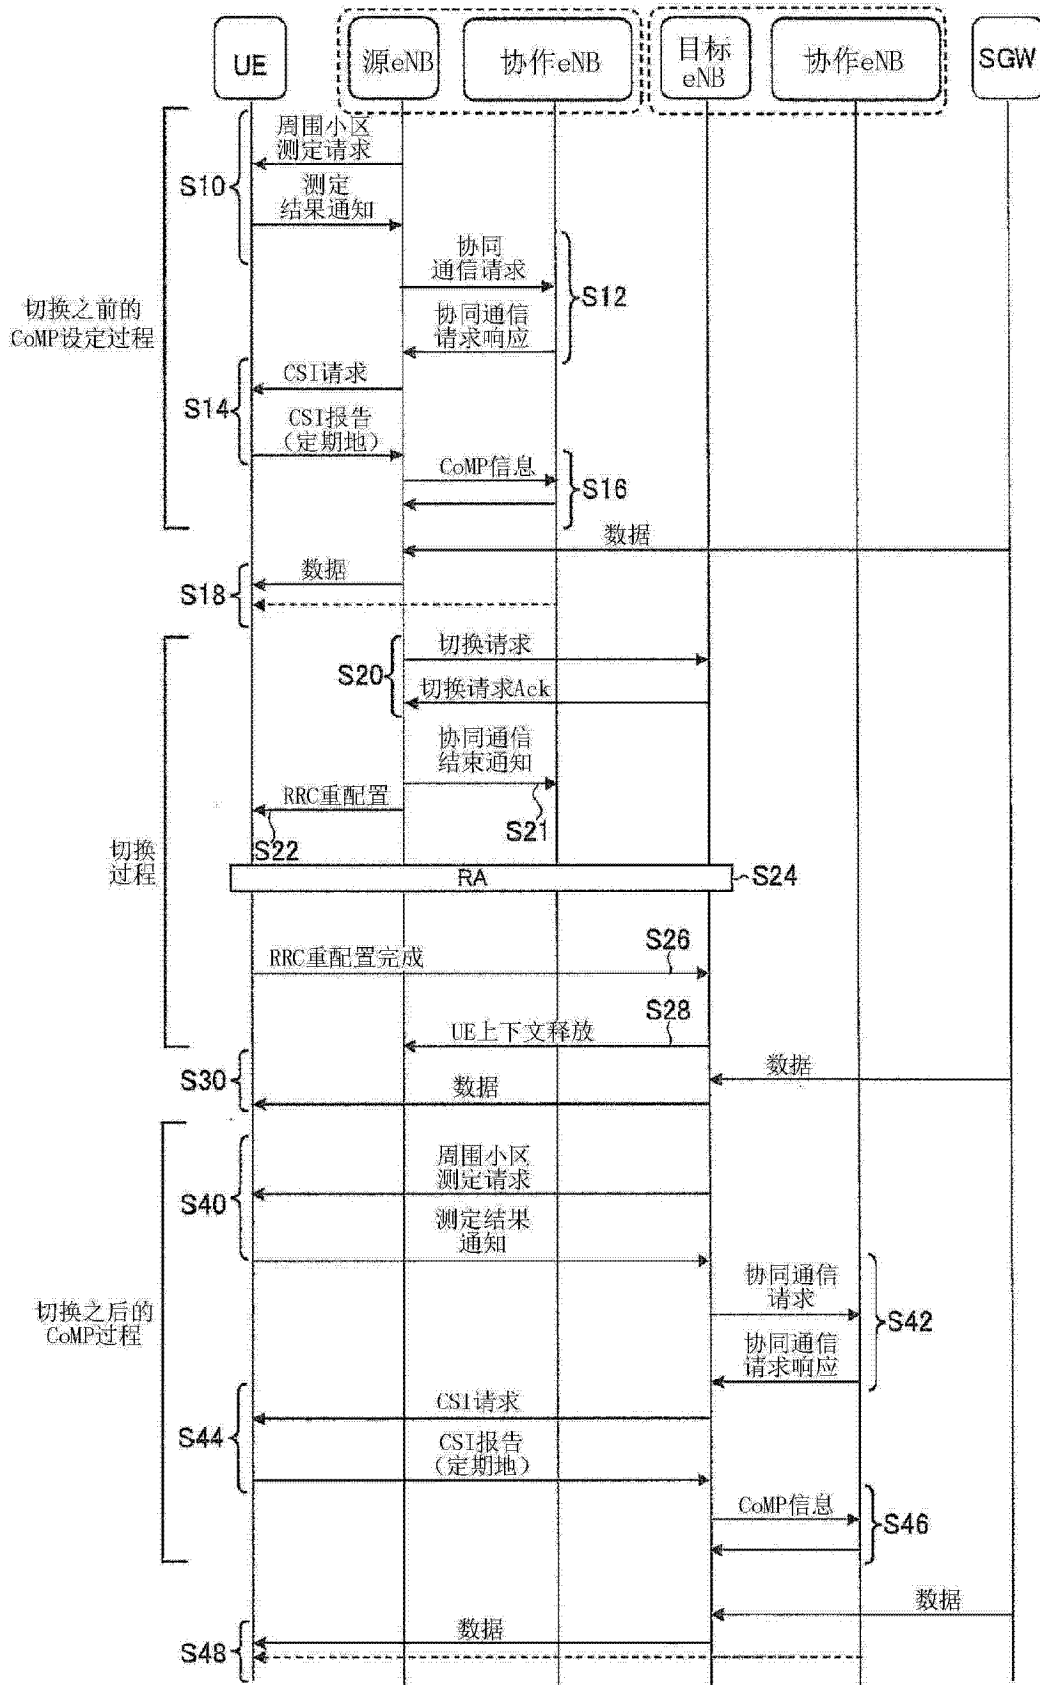 UE
源eNB
协作eNB
目标
eNB
协作eNB
SGW
周围小区
测定请求
S10
测定
结果通知
协同
通信请求
S12
切换之前的
CoMP设定过程
协同通信
请求响应
CSI请求
S14
CSI报告
（定期地）
CoMP信息
S16
数据
数据
S18
切换请求
S20
切换请求Ack
协同通信
结束通知
RRC重配置
S21
S22
切换
过程
RA
S24
S26
RRC重配置完成
S28
UE上下文释放
S30
数据
数据
周围小区
测定请求
S40
测定结果
通知
协同通信
请求
S42
切换之后的
CoMP过程
协同通信
请求响应
CSI请求
S44
CSI报告
（定期地）
CoMP信息
S46
数据
数据
S48